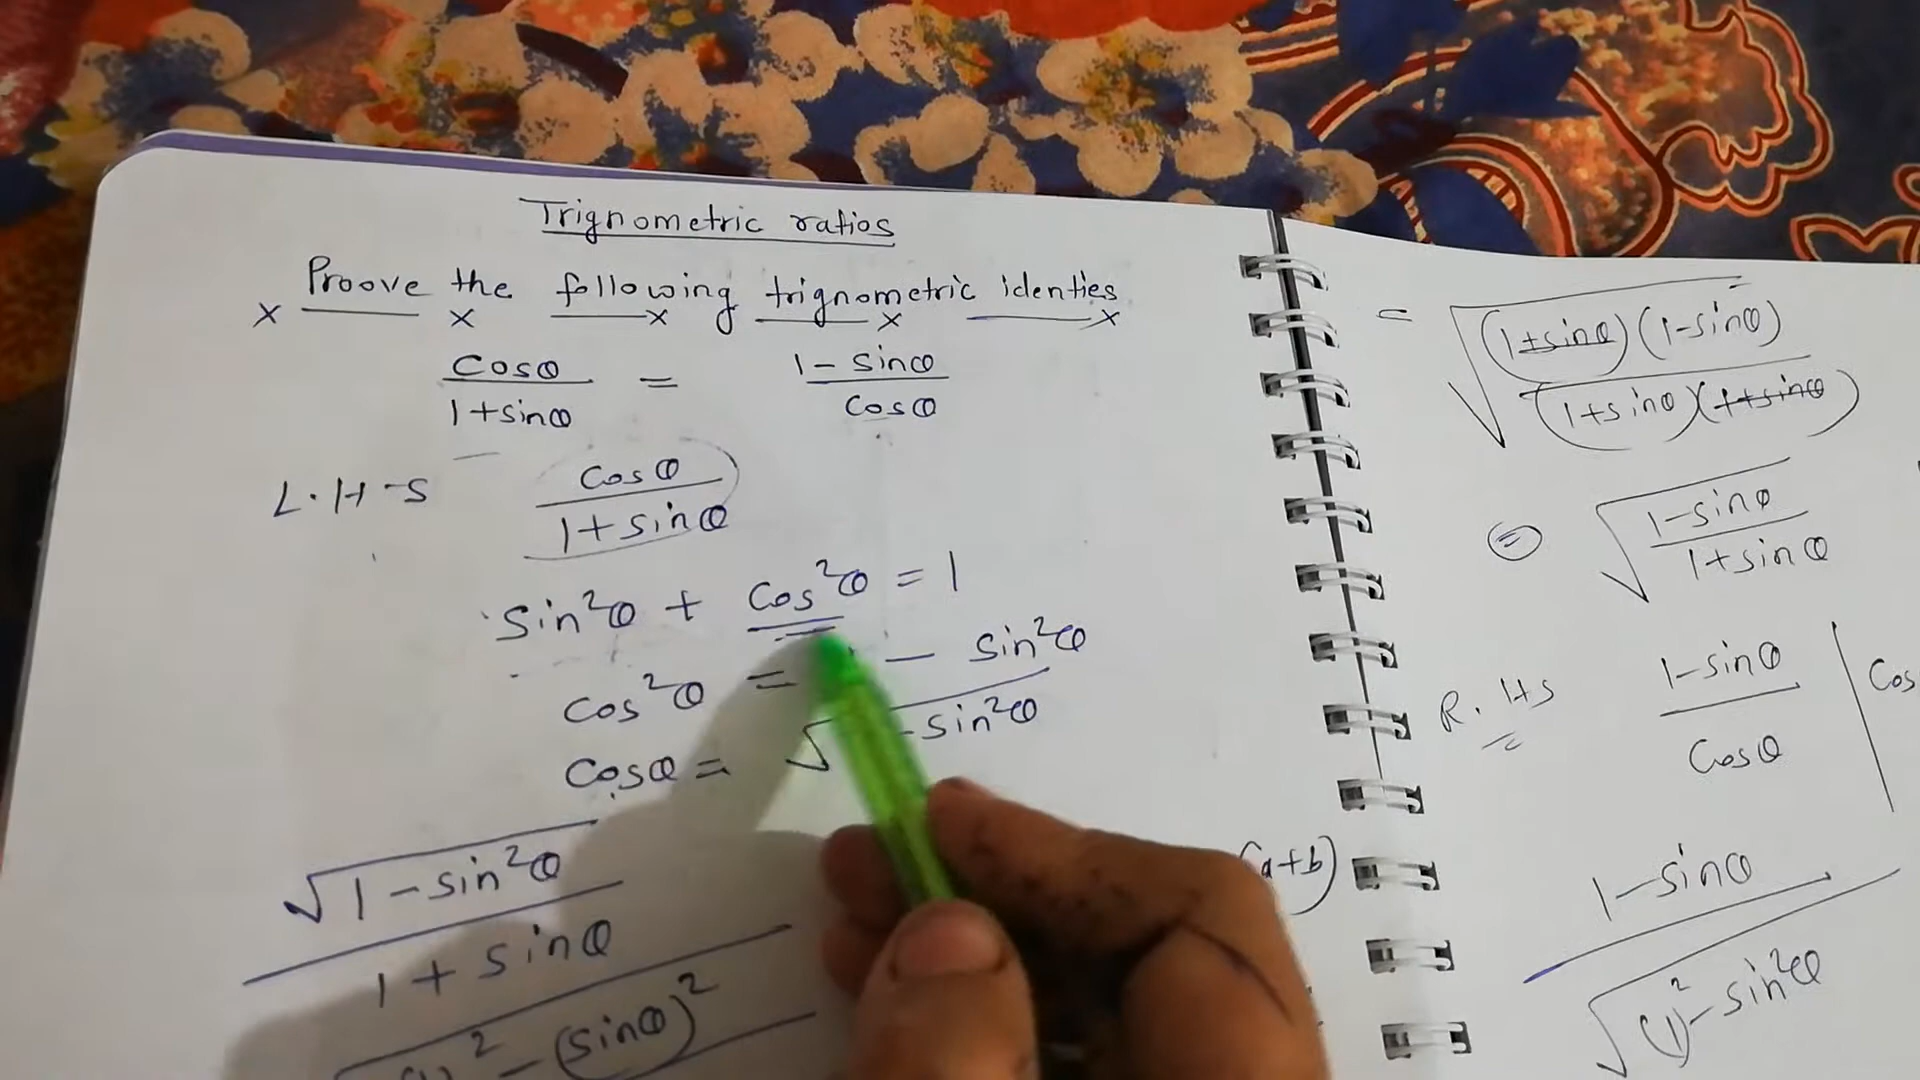 Trignometric ratios
Proove the following trignometric identies
x x x x x
Cosθ / 1+sinθ = 1 - sinθ / Cosθ
L.H-S Cosθ / 1+sinθ
Sin²θ + Cos²θ = 1
Cos²θ = - Sin²θ
Cosθ = √ -Sin²θ
√1-sin²θ / 1+sinθ
² - (sinθ)²
(a+b)
= √(1+sinθ)(1-sinθ) / (1+sinθ)(1+sinθ)
= √1-sinθ / 1+sinθ
R.Hs 1-sinθ / Cosθ Cos
1-sinθ / √(1)²-sin²θ